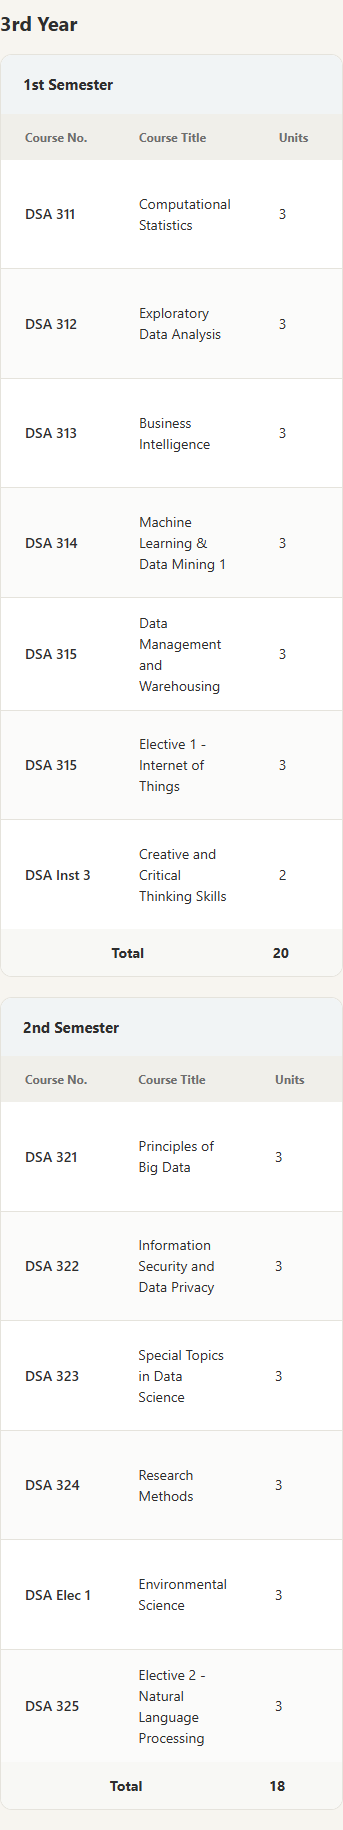 3rd Year
1st Semester
Course No. Course Title Units
DSA 311 Computational Statistics 3
DSA 312 Exploratory Data Analysis 3
DSA 313 Business Intelligence 3
DSA 314 Machine Learning & Data Mining 1 3
DSA 315 Data Management and Warehousing 3
DSA 315 Elective 1 - Internet of Things 3
DSA Inst 3 Creative and Critical Thinking Skills 2
Total 20
2nd Semester
Course No. Course Title Units
DSA 321 Principles of Big Data 3
DSA 322 Information Security and Data Privacy 3
DSA 323 Special Topics in Data Science 3
DSA 324 Research Methods 3
DSA Elec 1 Environmental Science 3
DSA 325 Elective 2 - Natural Language Processing 3
Total 18